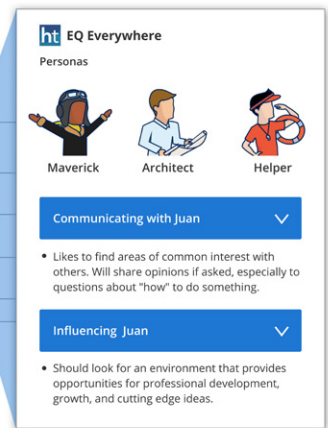 ht EQ Everywhere
Personas
Maverick Architect Helper
Communicating with Juan
• Likes to find areas of common interest with
others. Will share opinions if asked, especially to
questions about "how" to do something.
Influencing Juan
• Should look for an environment that provides
opportunities for professional development,
growth, and cutting edge ideas.